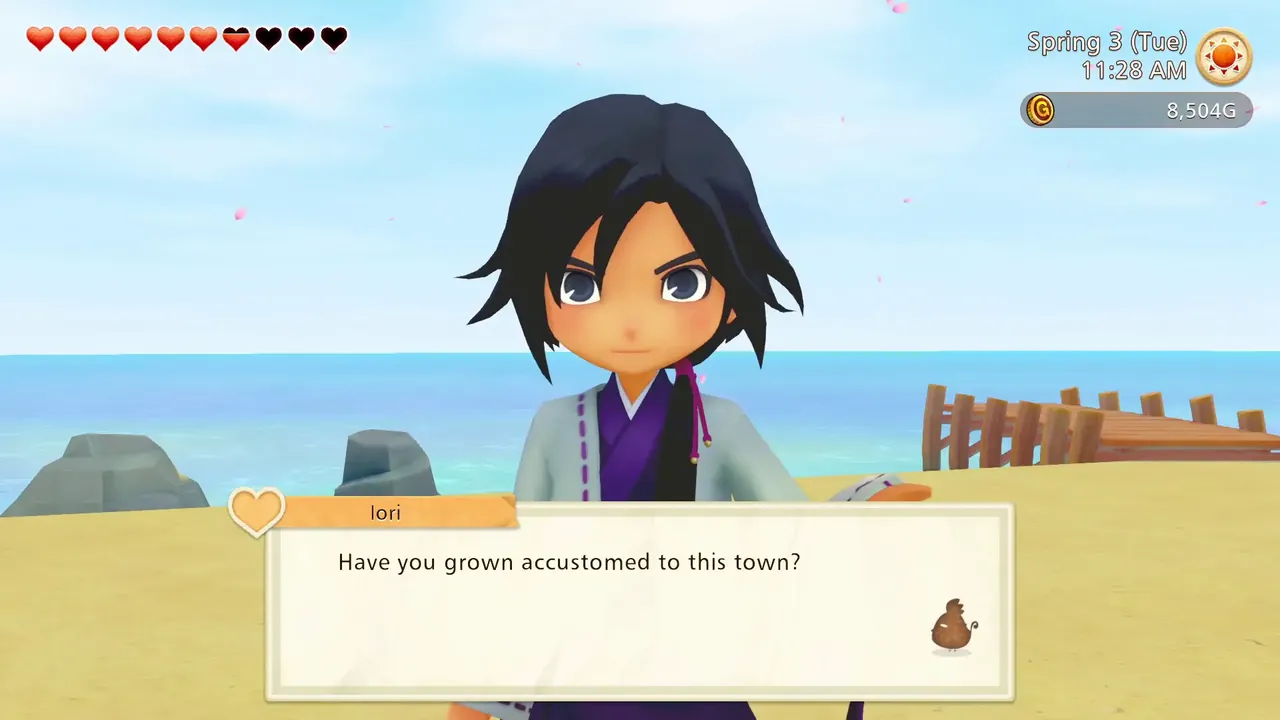 Spring 3 (Tue)
11:28 AM
G
8,504G
Iori
Have you grown accustomed to this town?